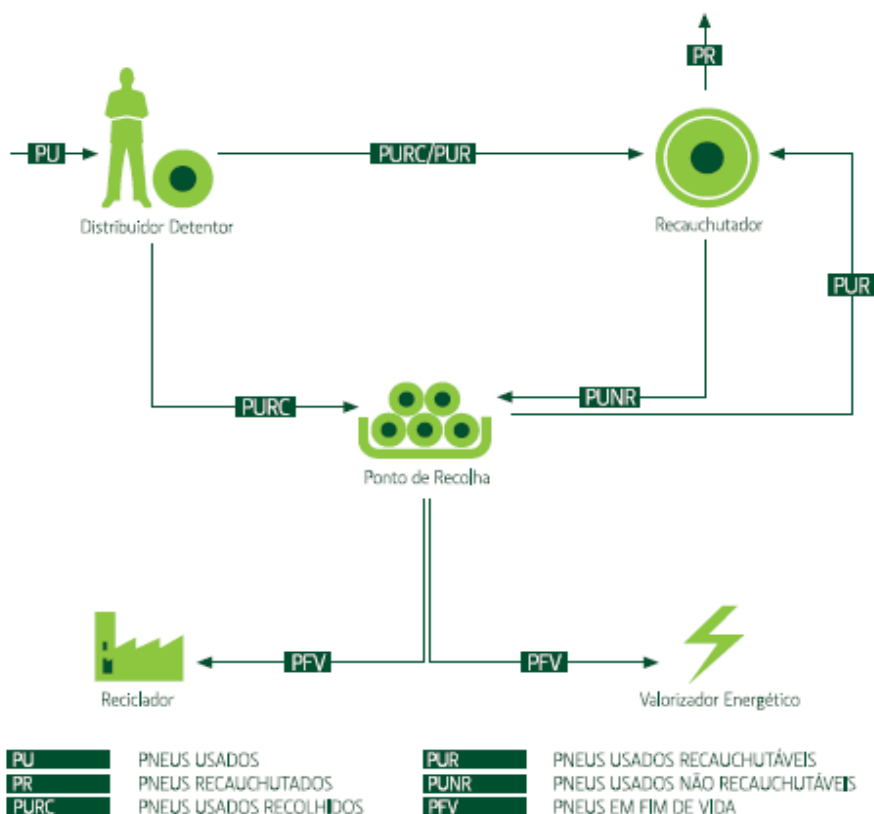 PR
PU
PURC/PUR
Distribuidor Detentor
Recauchutador
PUR
PURC
PUNR
Ponto de Recolha
PFV
PFV
Reciclador
Valorizador Energético
PU PNEUS USADOS
PR PNEUS RECAUCHUTADOS
PURC PNEUS USADOS RECOLHIDOS
PUR PNEUS USADOS RECAUCHUTÁVEIS
PUNR PNEUS USADOS NÃO RECAUCHUTÁVEIS
PFV PNEUS EM FIM DE VIDA